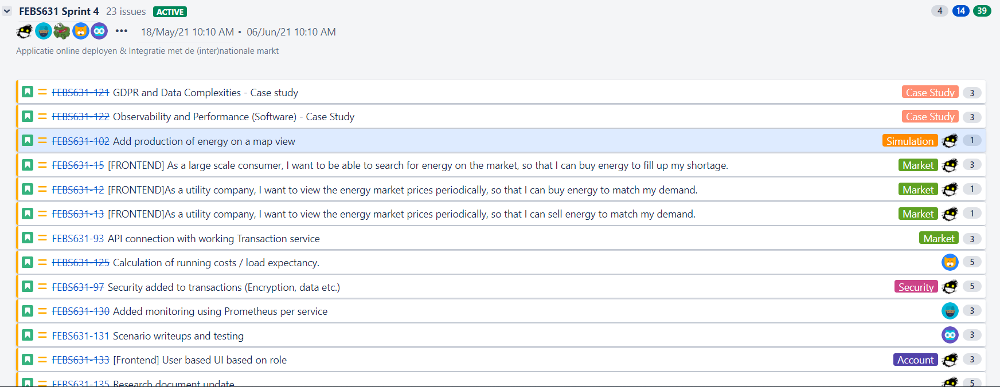 FEBS631 Sprint 4 23 issues ACTIVE 4 14 39
18/May/21 10:10 AM • 06/Jun/21 10:10 AM
Applicatie online deployen & Integratie met de (inter)nationale markt
FEBS631-121 GDPR and Data Complexities - Case study Case Study 3
FEBS631-122 Observability and Performance (Software) - Case Study Case Study 3
FEBS631-102 Add production of energy on a map view Simulation 1
FEBS631-15 [FRONTEND] As a large scale consumer, I want to be able to search for energy on the market, so that I can buy energy to fill up my shortage. Market 3
FEBS631-12 [FRONTEND]As a utility company, I want to view the energy market prices periodically, so that I can buy energy to match my demand. Market 1
FEBS631-13 [FRONTEND]As a utility company, I want to view the energy market prices periodically, so that I can sell energy to match my demand. Market 1
FEBS631-93 API connection with working Transaction service Market 3
FEBS631-125 Calculation of running costs / load expectancy. 5
FEBS631-97 Security added to transactions (Encryption, data etc.) Security 5
FEBS631-130 Added monitoring using Prometheus per service 3
FEBS631-131 Scenario writeups and testing 3
FEBS631-133 [Frontend] User based UI based on role Account 3
FEBS631-135 Research document update 5